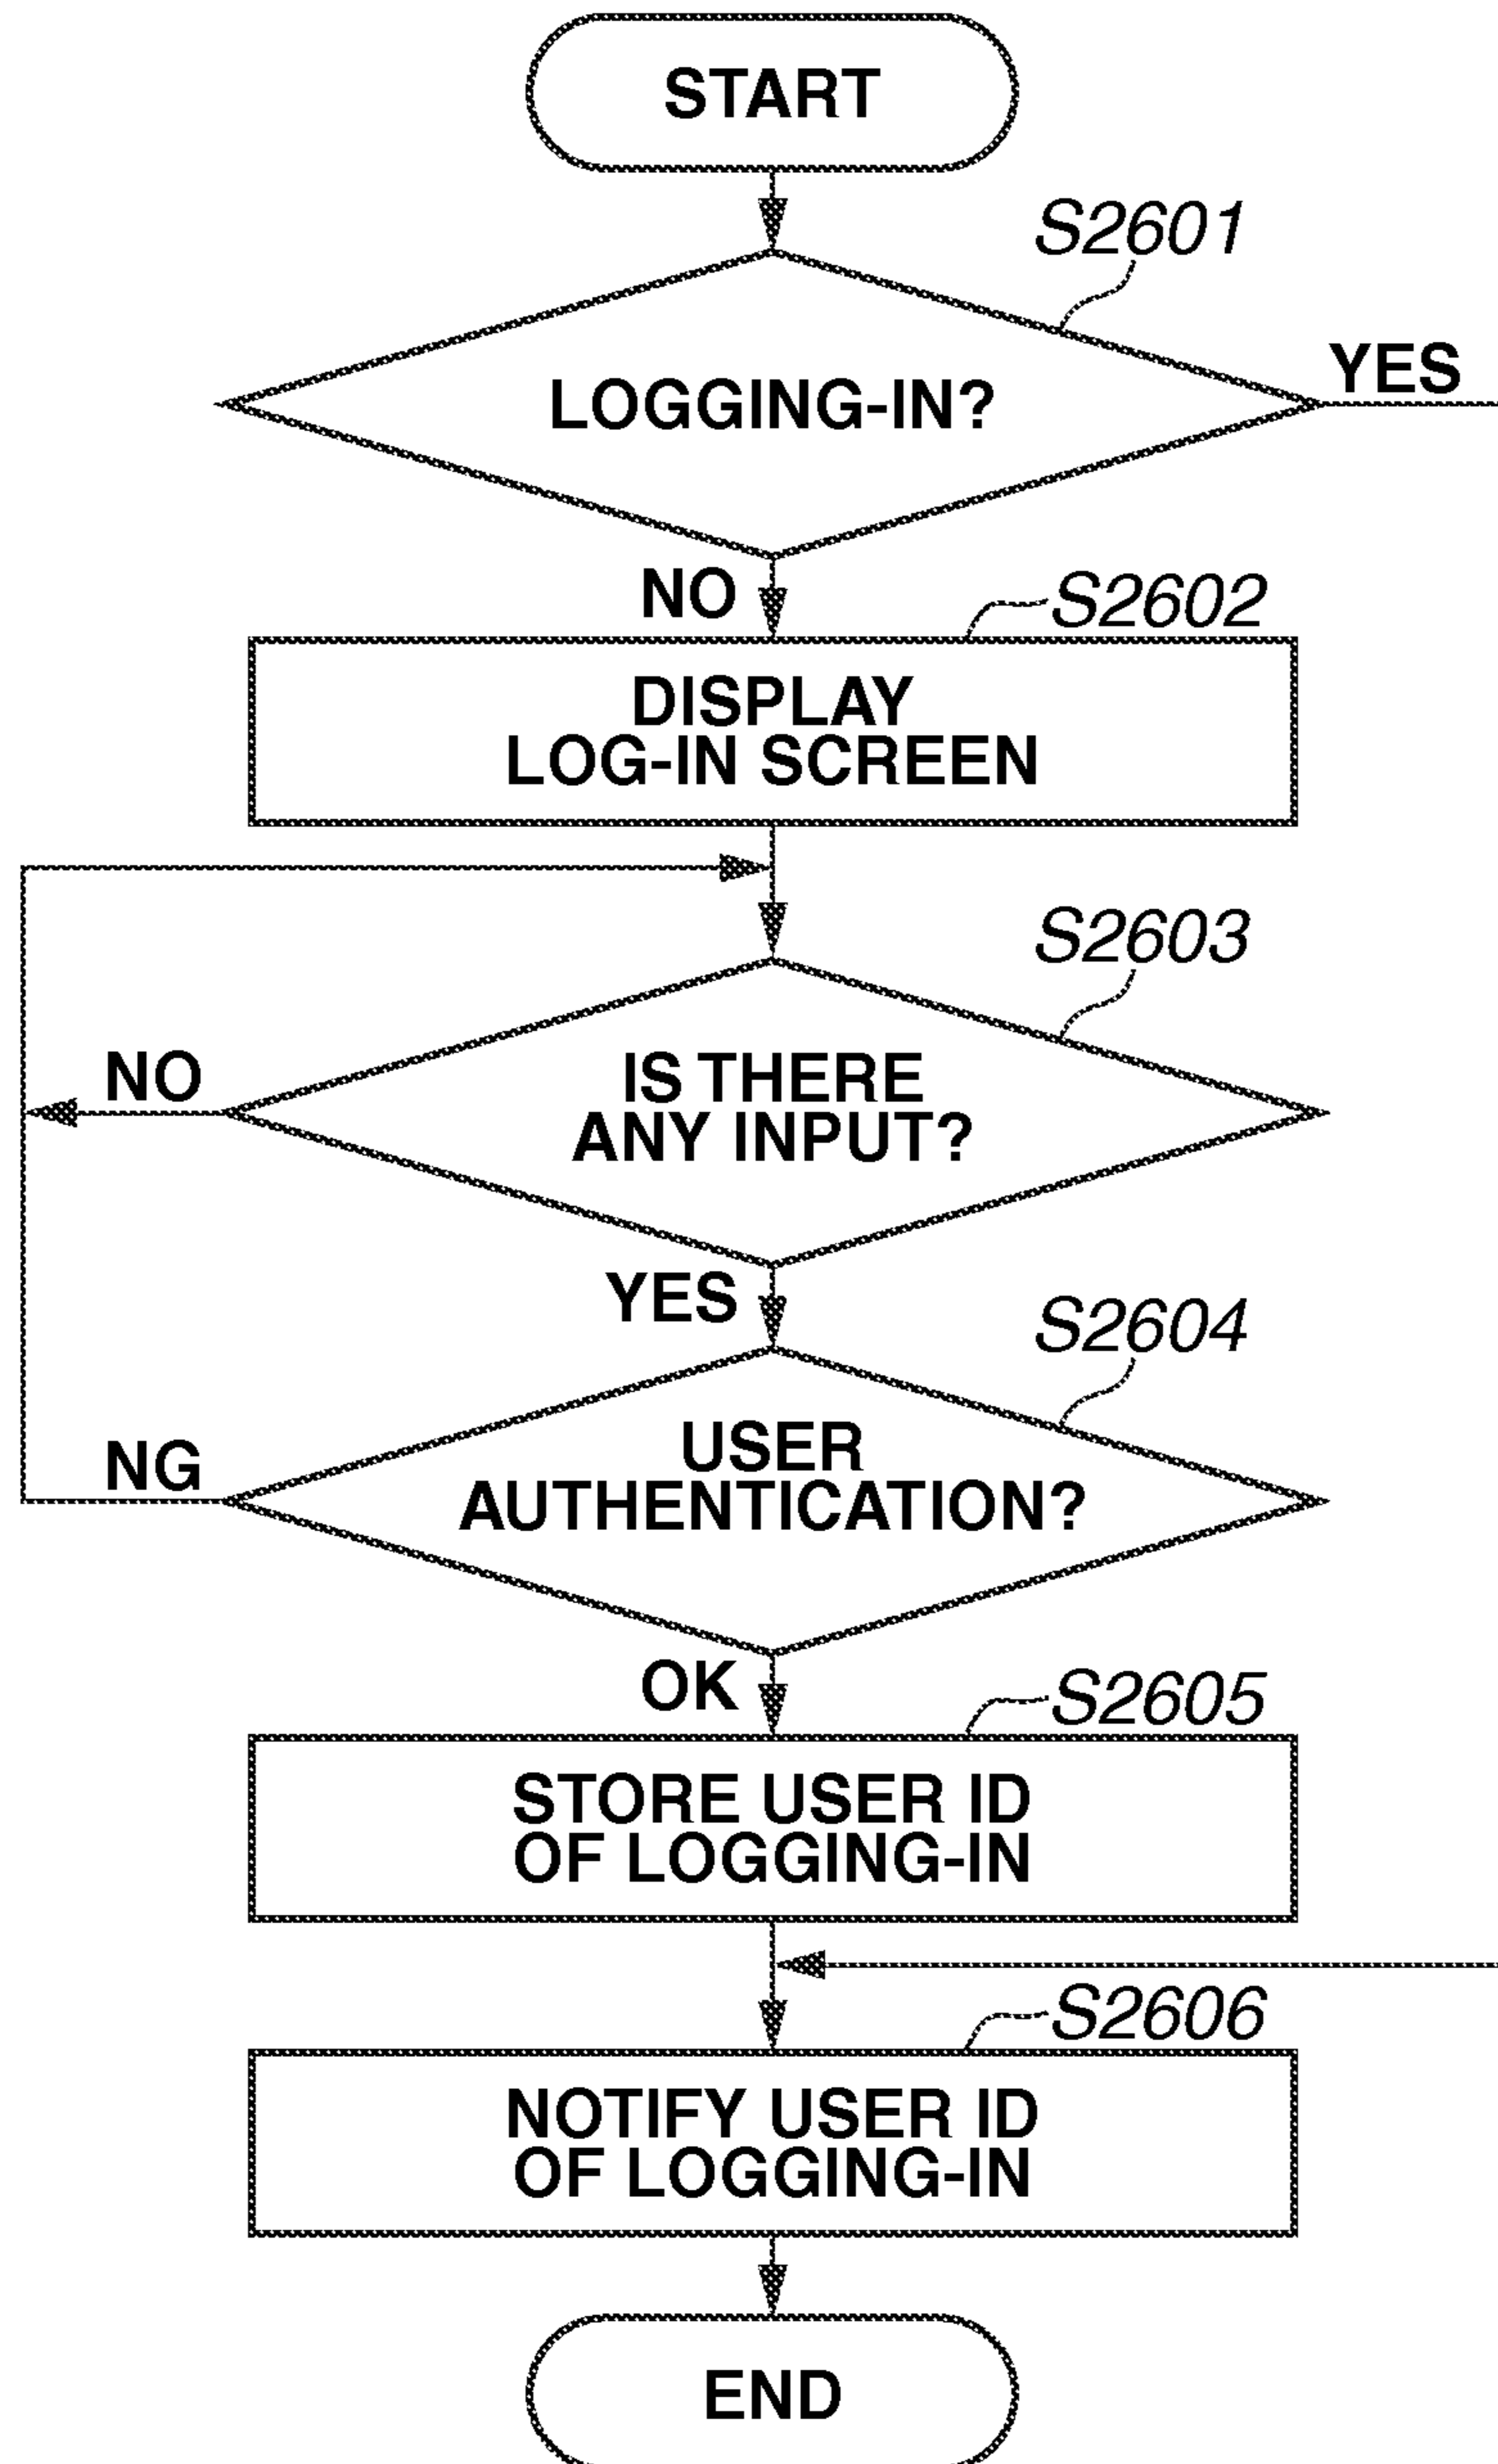 START
S2601
LOGGING-IN?
YES
NO
S2602
DISPLAY
LOG-IN SCREEN
S2603
IS THERE
ANY INPUT?
NO
YES
S2604
USER
AUTHENTICATION?
NG
OK
S2605
STORE USER ID
OF LOGGING-IN
S2606
NOTIFY USER ID
OF LOGGING-IN
END